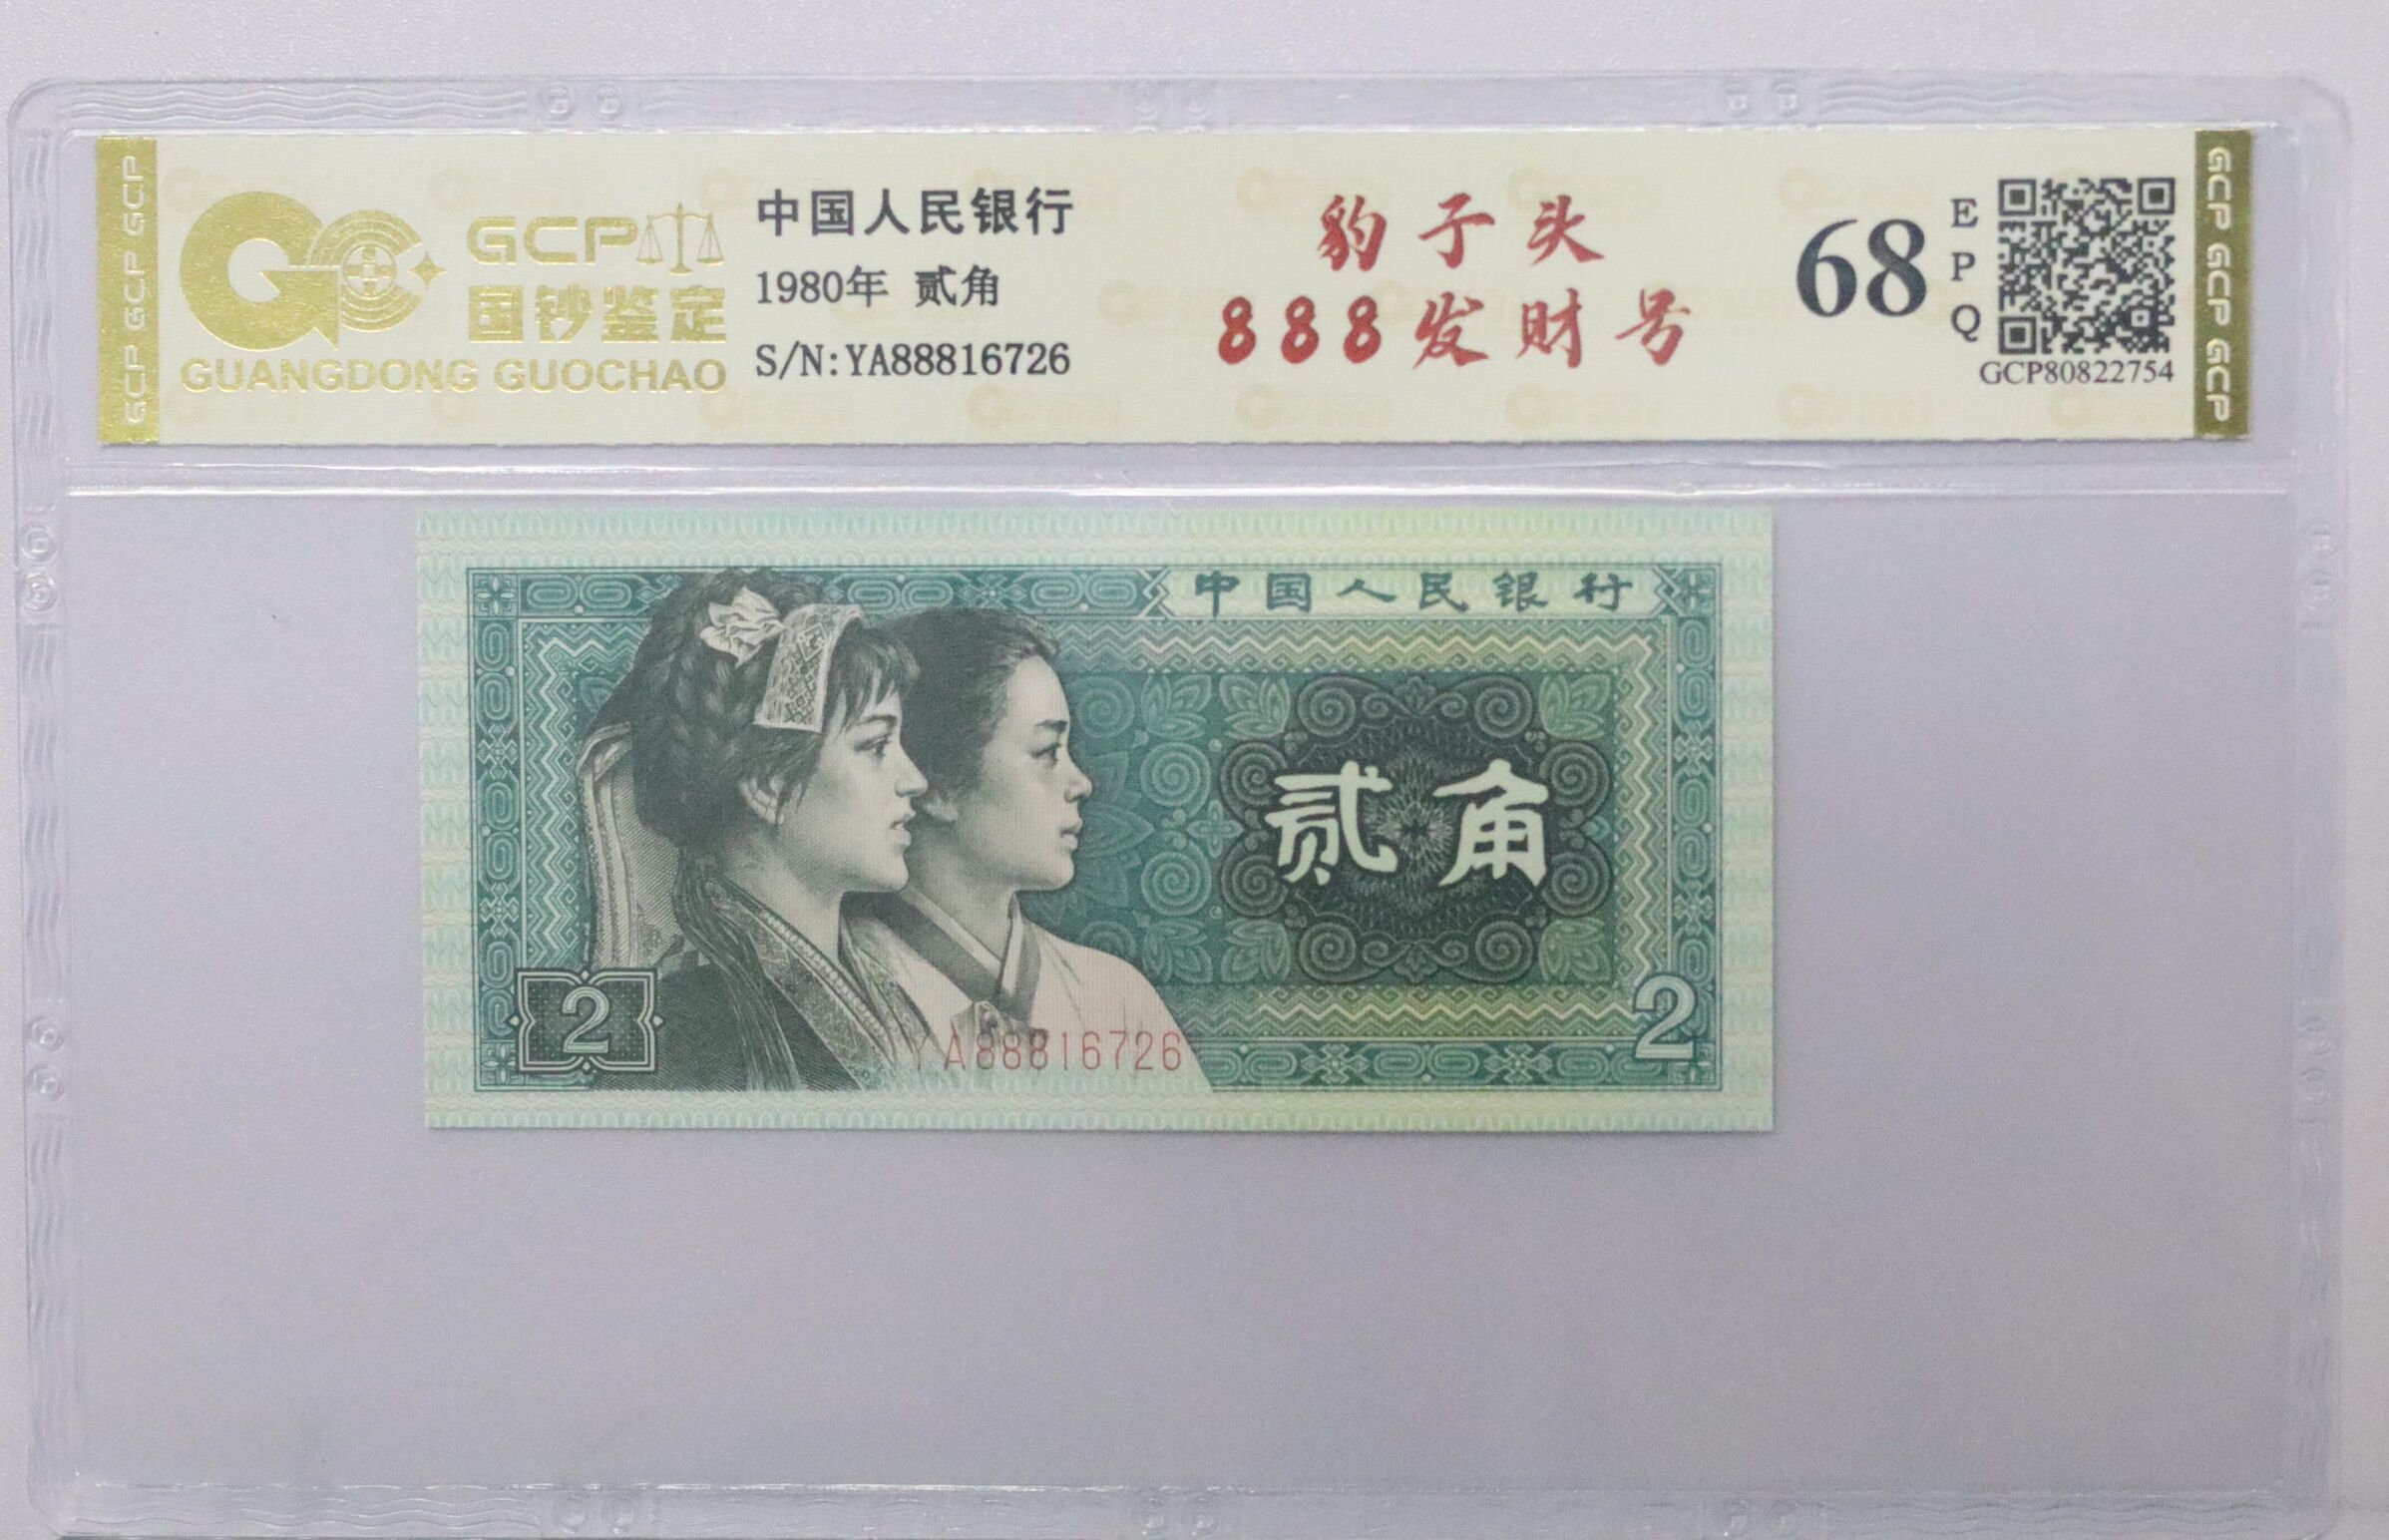 GCP GCP GCP
GCP
国钞鉴定
GUANGDONG GUOCHAO
中国人民银行
1980年 贰角
S/N:YA88816726
豹子头
888发财号
68
EPQ
GCP80822754
GCP GCP GCP
中国人民银行
贰角
2
YA88816726
2